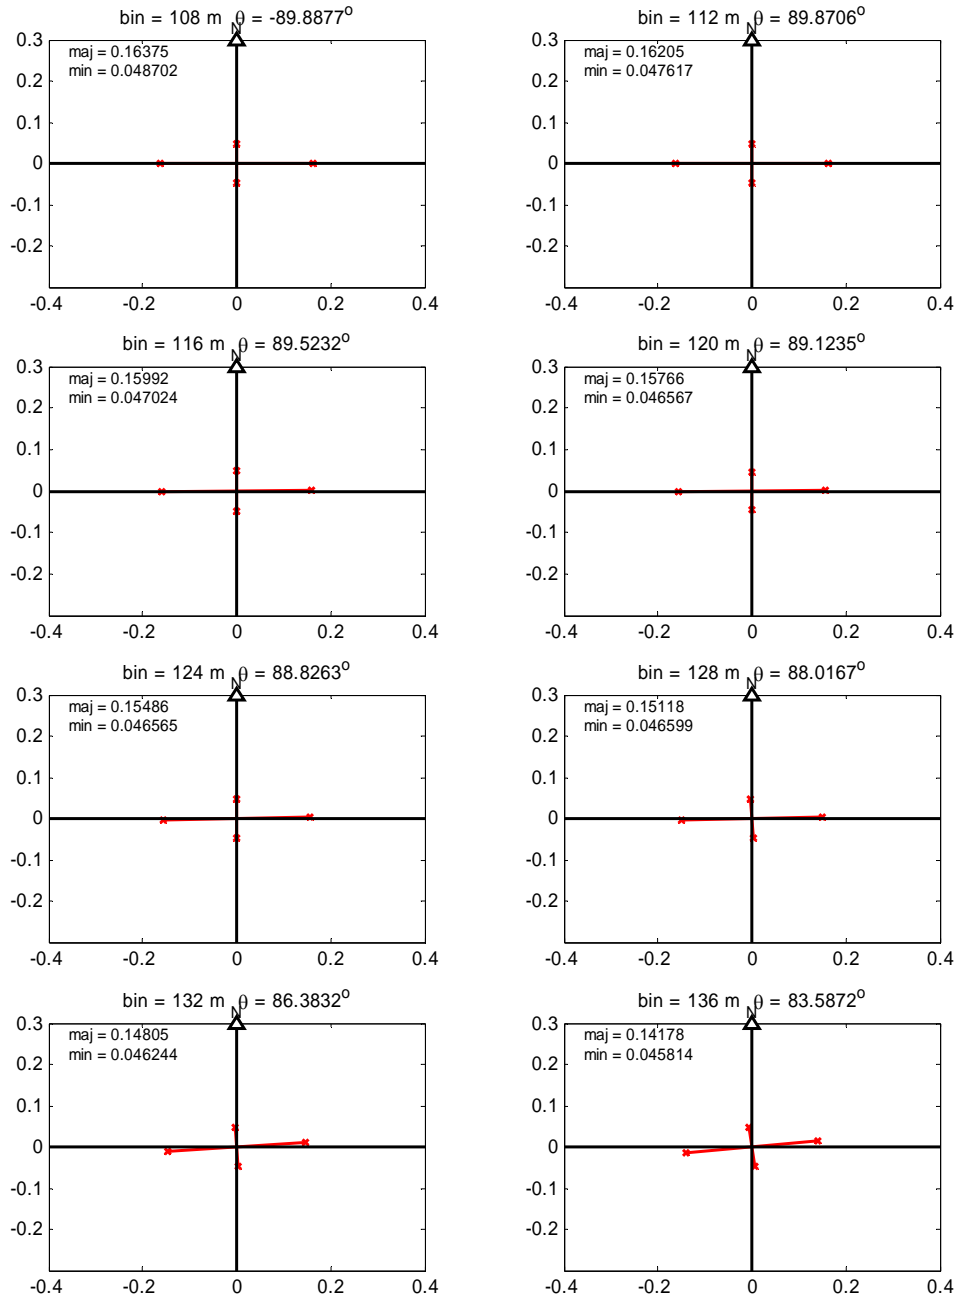 bin = 108 m θ = -89.8877°
N
maj = 0.16375
min = 0.048702
0.3
0.2
0.1
0
-0.1
-0.2
-0.4 -0.2 0 0.2 0.4
bin = 112 m θ = 89.8706°
N
maj = 0.16205
min = 0.047617
0.3
0.2
0.1
0
-0.1
-0.2
-0.4 -0.2 0 0.2 0.4
bin = 116 m θ = 89.5232°
N
maj = 0.15992
min = 0.047024
0.3
0.2
0.1
0
-0.1
-0.2
-0.4 -0.2 0 0.2 0.4
bin = 120 m θ = 89.1235°
N
maj = 0.15766
min = 0.046567
0.3
0.2
0.1
0
-0.1
-0.2
-0.4 -0.2 0 0.2 0.4
bin = 124 m θ = 88.8263°
N
maj = 0.15486
min = 0.046565
0.3
0.2
0.1
0
-0.1
-0.2
-0.4 -0.2 0 0.2 0.4
bin = 128 m θ = 88.0167°
N
maj = 0.15118
min = 0.046599
0.3
0.2
0.1
0
-0.1
-0.2
-0.4 -0.2 0 0.2 0.4
bin = 132 m θ = 86.3832°
N
maj = 0.14805
min = 0.046244
0.3
0.2
0.1
0
-0.1
-0.2
-0.4 -0.2 0 0.2 0.4
bin = 136 m θ = 83.5872°
N
maj = 0.14178
min = 0.045814
0.3
0.2
0.1
0
-0.1
-0.2
-0.4 -0.2 0 0.2 0.4